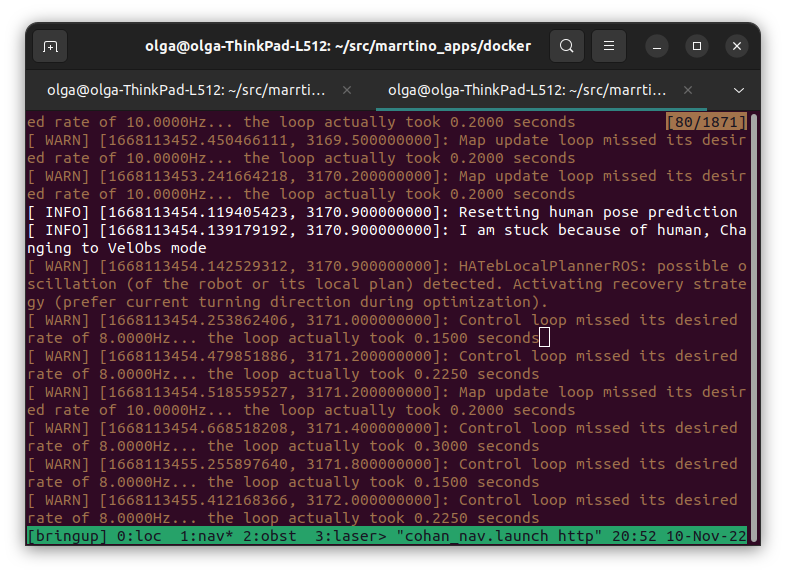 olga@olga-ThinkPad-L512: ~/src/marrtino_apps/docker
olga@olga-ThinkPad-L512: ~/src/marrti…
olga@olga-ThinkPad-L512: ~/src/marrti…
ed rate of 10.0000Hz... the loop actually took 0.2000 seconds [80/1871]
[ WARN] [1668113452.450466111, 3169.500000000]: Map update loop missed its desir
ed rate of 10.0000Hz... the loop actually took 0.2000 seconds
[ WARN] [1668113453.241664218, 3170.200000000]: Map update loop missed its desir
ed rate of 10.0000Hz... the loop actually took 0.2000 seconds
[ INFO] [1668113454.119405423, 3170.900000000]: Resetting human pose prediction
[ INFO] [1668113454.139179192, 3170.900000000]: I am stuck because of human, Cha
nging to VelObs mode
[ WARN] [1668113454.142529312, 3170.900000000]: HATebLocalPlannerROS: possible o
scillation (of the robot or its local plan) detected. Activating recovery strate
gy (prefer current turning direction during optimization).
[ WARN] [1668113454.253862406, 3171.000000000]: Control loop missed its desired
rate of 8.0000Hz... the loop actually took 0.1500 seconds
[ WARN] [1668113454.479851886, 3171.200000000]: Control loop missed its desired
rate of 8.0000Hz... the loop actually took 0.2250 seconds
[ WARN] [1668113454.518559527, 3171.200000000]: Map update loop missed its desir
ed rate of 10.0000Hz... the loop actually took 0.2000 seconds
[ WARN] [1668113454.668518208, 3171.400000000]: Control loop missed its desired
rate of 8.0000Hz... the loop actually took 0.3000 seconds
[ WARN] [1668113455.255897640, 3171.800000000]: Control loop missed its desired
rate of 8.0000Hz... the loop actually took 0.1500 seconds
[ WARN] [1668113455.412168366, 3172.000000000]: Control loop missed its desired
rate of 8.0000Hz... the loop actually took 0.2250 seconds
[bringup] 0:loc  1:nav* 2:obst  3:laser> "cohan_nav.launch http" 20:52 10-Nov-22